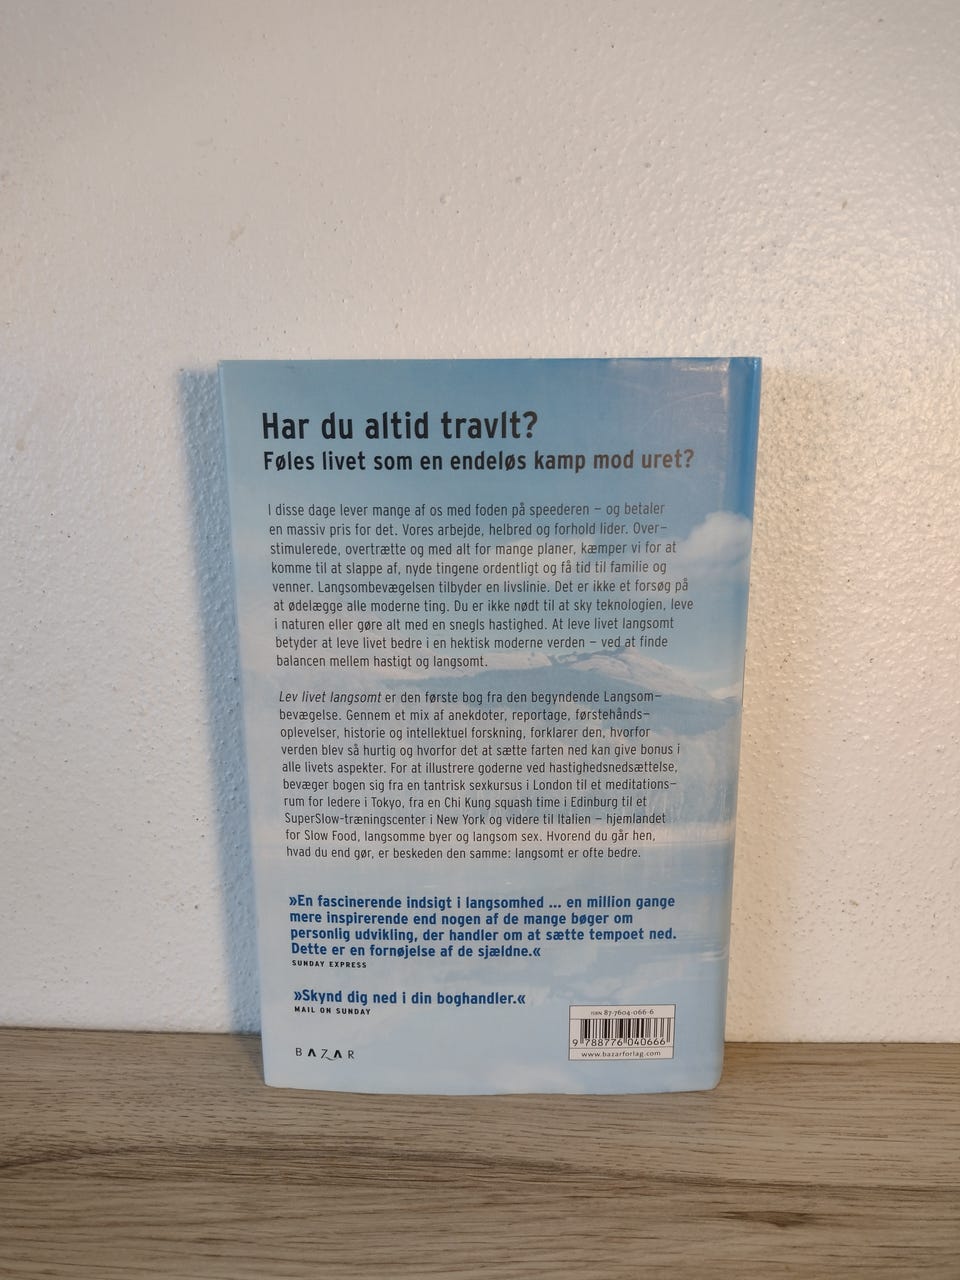 Har du altid travlt?
Føles livet som en endeløs kamp mod uret?
I disse dage lever mange af os med foden på speederen – og betaler
en massiv pris for det. Vores arbejde, helbred og forhold lider. Over-
stimulerede, overtrætte og med alt for mange planer, kæmper vi for at
komme til at slappe af, nyde tingene ordentligt og få tid til familie og
venner. Langsombevægelsen tilbyder en livslinie. Det er ikke et forsøg på
at ødelægge alle moderne ting. Du er ikke nødt til at sky teknologien, leve
i naturen eller gøre alt med en snegls hastighed. At leve livet langsomt
betyder at leve livet bedre i en hektisk moderne verden – ved at finde
balancen mellem hastigt og langsomt.
Lev livet langsomt er den første bog fra den begyndende Langsom-
bevægelse. Gennem et mix af anekdoter, reportage, førstehånds-
oplevelser, historie og intellektuel forskning, forklarer den, hvorfor
verden blev så hurtig og hvorfor det at sætte farten ned kan give bonus i
alle livets aspekter. For at illustrere goderne ved hastighedsnedsættelse,
bevæger bogen sig fra en tantrisk sexkursus i London til et meditations-
rum for ledere i Tokyo, fra en Chi Kung squash time i Edinburg til et
SuperSlow-træningscenter i New York og videre til Italien – hjemlandet
for Slow Food, langsomme byer og langsom sex. Hvorend du går hen,
hvad du end gør, er beskeden den samme: langsomt er ofte bedre.
»En fascinerende indsigt i langsomhed ... en million gange
mere inspirerende end nogen af de mange bøger om
personlig udvikling, der handler om at sætte tempoet ned.
Dette er en fornøjelse af de sjældne.«
SUNDAY EXPRESS
»Skynd dig ned i din boghandler.«
MAIL ON SUNDAY
BAZAR
ISBN 87-7604-066-6
9 788776 040666
www.bazarforlag.com